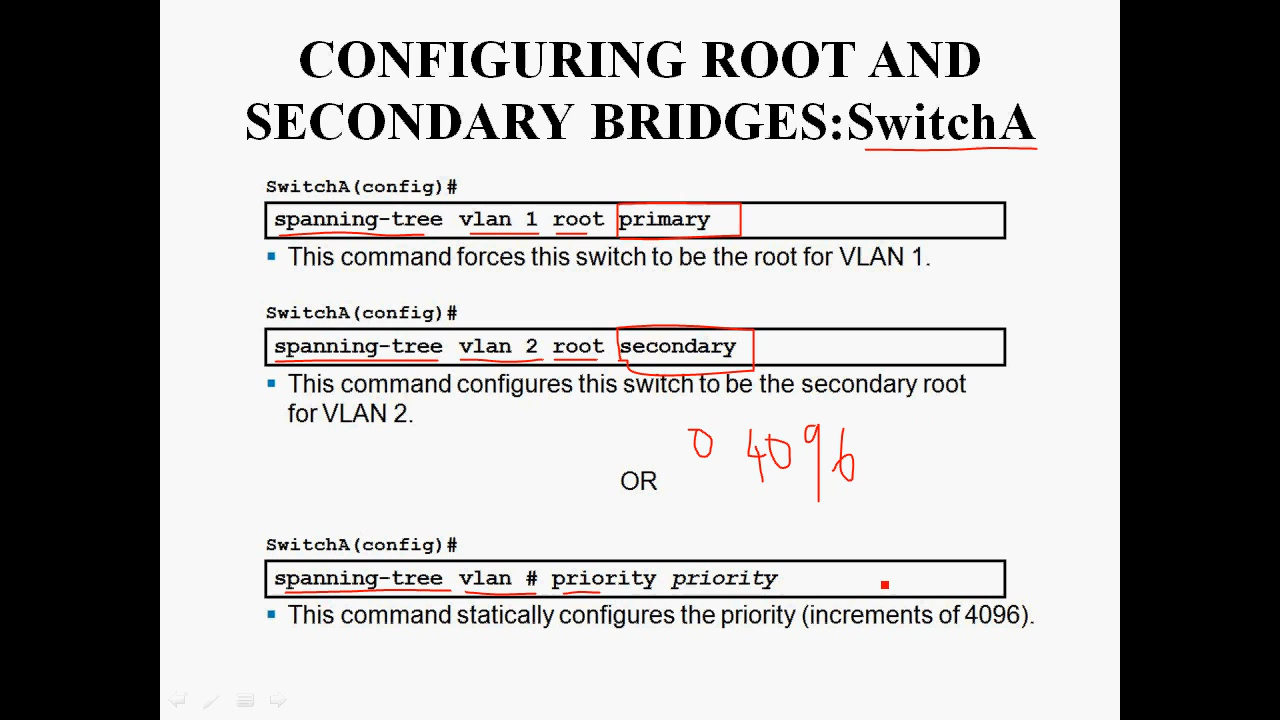 CONFIGURING ROOT AND
SECONDARY BRIDGES:SwitchA
SwitchA(config)#
spanning-tree vlan 1 root primary
▪ This command forces this switch to be the root for VLAN 1.
SwitchA(config)#
spanning-tree vlan 2 root secondary
▪ This command configures this switch to be the secondary root
for VLAN 2.
0 4096
OR
SwitchA(config)#
spanning-tree vlan # priority priority
▪ This command statically configures the priority (increments of 4096).